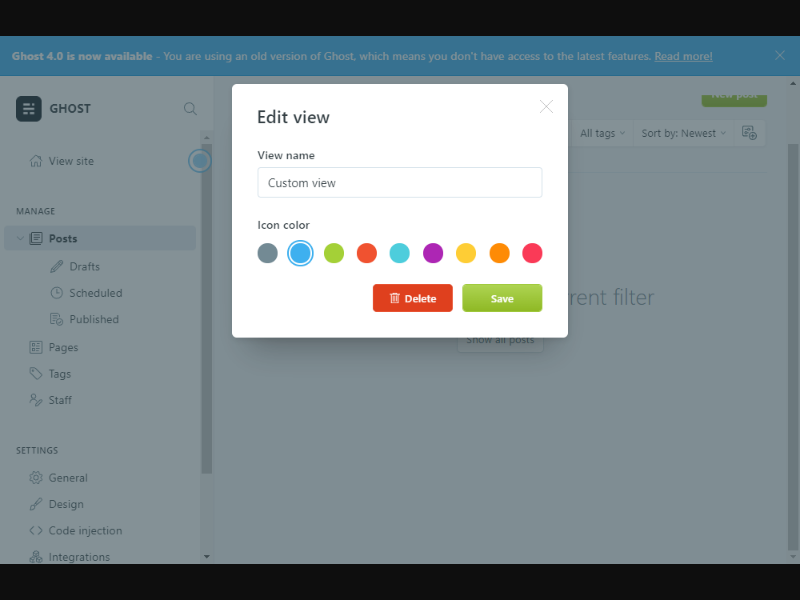 Ghost 4.0 is now available - You are using an old version of Ghost, which means you don't have access to the latest features. Read more!
GHOST
View site
MANAGE
Posts
Drafts
Scheduled
Published
Pages
Tags
Staff
SETTINGS
General
Design
Code injection
Integrations
New post
All tags
Sort by: Newest
Edit view
View name
Custom view
Icon color
Delete
Save
current filter
Show all posts